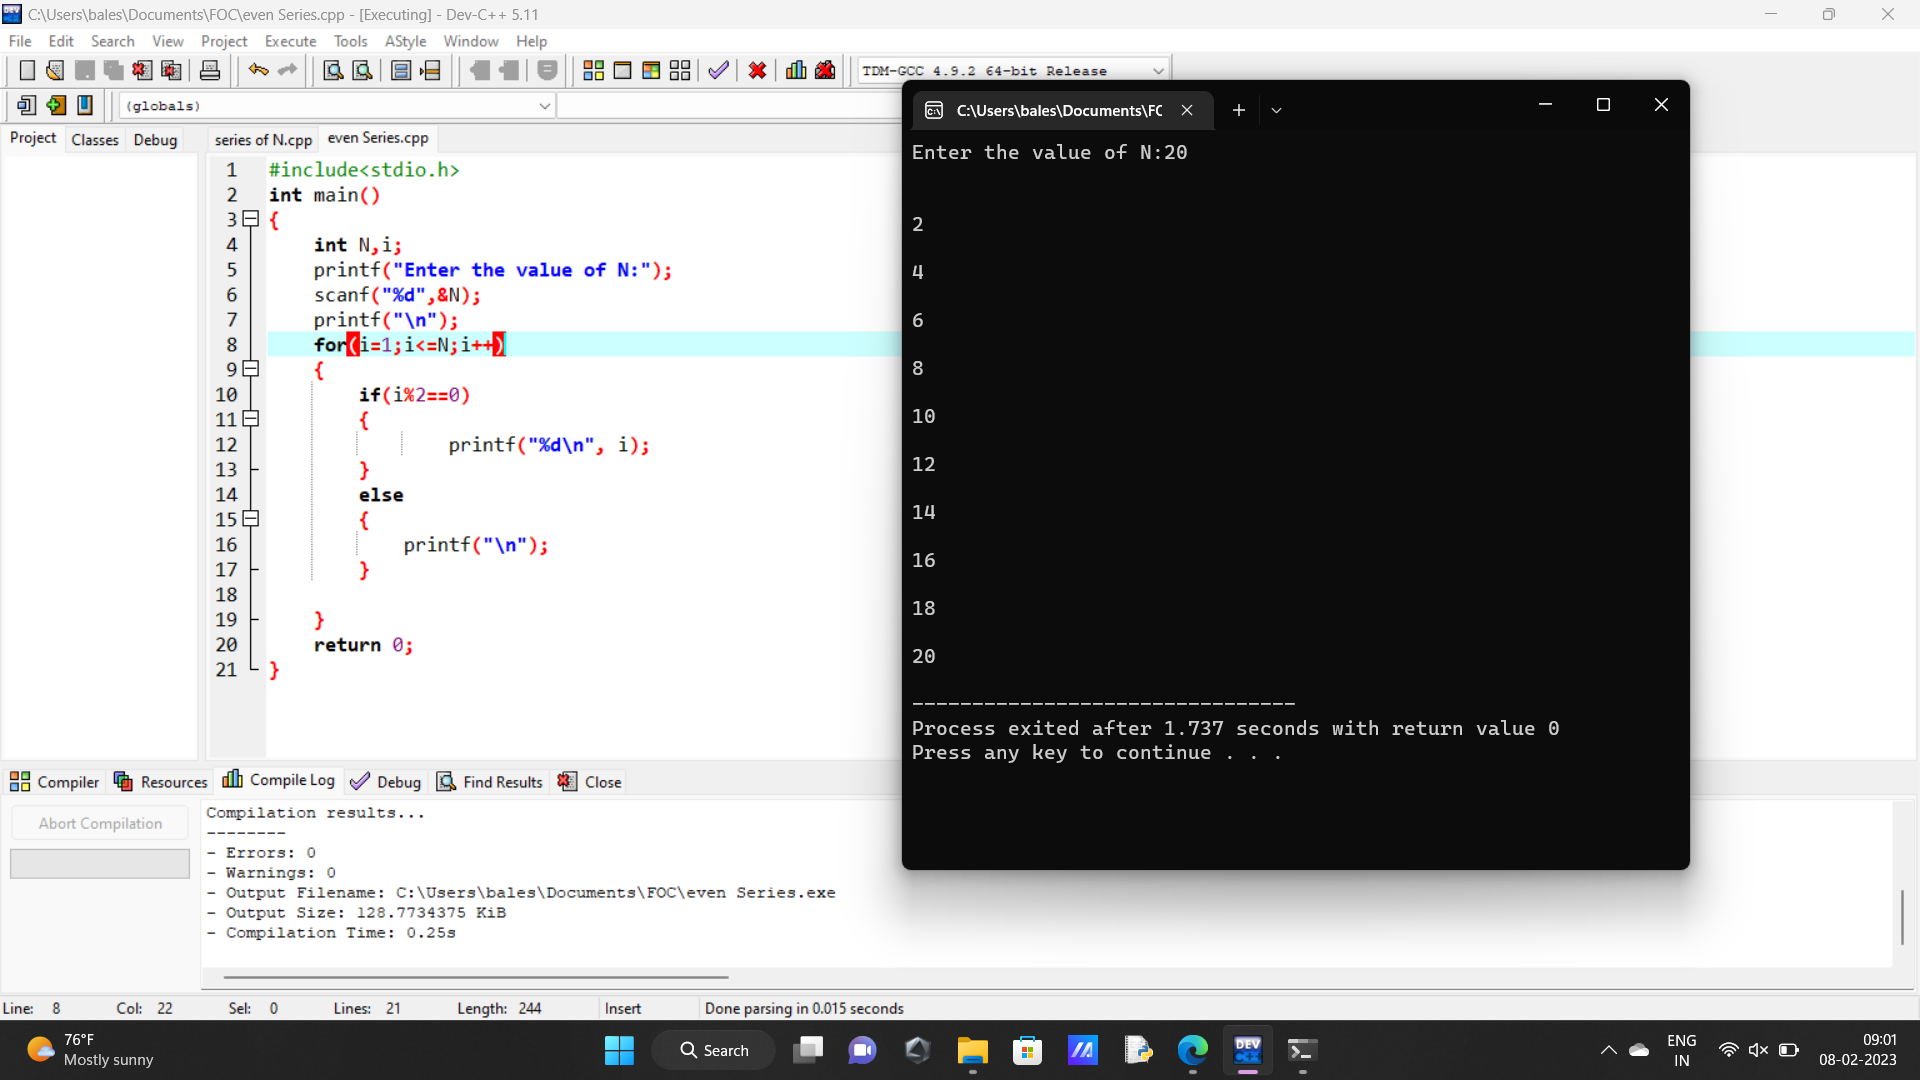 C:\Users\bales\Documents\FOC\even Series.cpp - [Executing] - Dev-C++ 5.11
File Edit Search View Project Execute Tools AStyle Window Help
TDM-GCC 4.9.2 64-bit Release
(globals)
Project Classes Debug
series of N.cpp even Series.cpp
1 #include<stdio.h>
2 int main()
3 {
4 int N,i;
5 printf("Enter the value of N:");
6 scanf("%d",&N);
7 printf("\n");
8 for(i=1;i<=N;i++)
9 {
10 if(i%2==0)
11 {
12 printf("%d\n", i);
13 }
14 else
15 {
16 printf("\n");
17 }
18
19 }
20 return 0;
21 }
C:\Users\bales\Documents\FC
Enter the value of N:20
2
4
6
8
10
12
14
16
18
20
--------------------------------
Process exited after 1.737 seconds with return value 0
Press any key to continue . . .
Compiler Resources Compile Log Debug Find Results Close
Abort Compilation
Compilation results...
--------
- Errors: 0
- Warnings: 0
- Output Filename: C:\Users\bales\Documents\FOC\even Series.exe
- Output Size: 128.7734375 KiB
- Compilation Time: 0.25s
Line: 8 Col: 22 Sel: 0 Lines: 21 Length: 244 Insert Done parsing in 0.015 seconds
76°F
Mostly sunny
Search
DEV
C++
ENG
IN
09:01
08-02-2023